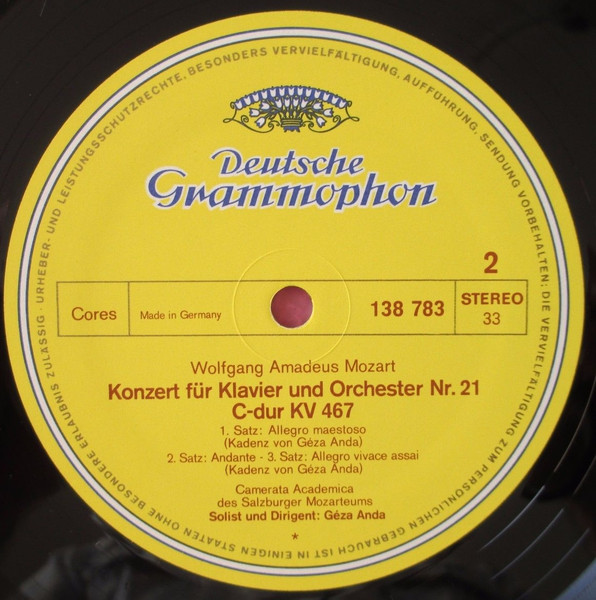 Deutsche
Grammophon
2
Cores
Made in Germany
138 783
STEREO
33
Wolfgang Amadeus Mozart
Konzert für Klavier und Orchester Nr. 21
C-dur KV 467
1. Satz: Allegro maestoso
(Kadenz von Géza Anda)
2. Satz: Andante - 3. Satz: Allegro vivace assai
(Kadenz von Géza Anda)
Camerata Academica
des Salzburger Mozarteums
Solist und Dirigent: Géza Anda
*
URHEBER- UND LEISTUNGSSCHUTZRECHTE, BESONDERS VERVIELFÄLTIGUNG, AUFFÜHRUNG, SENDUNG VORBEHALTEN; DIE VERVIELFÄLTIGUNG ZUM PERSÖNLICHEN GEBRAUCH IST IN EINIGEN STAATEN OHNE BESONDERE ERLAUBNIS ZULÄSSIG ·